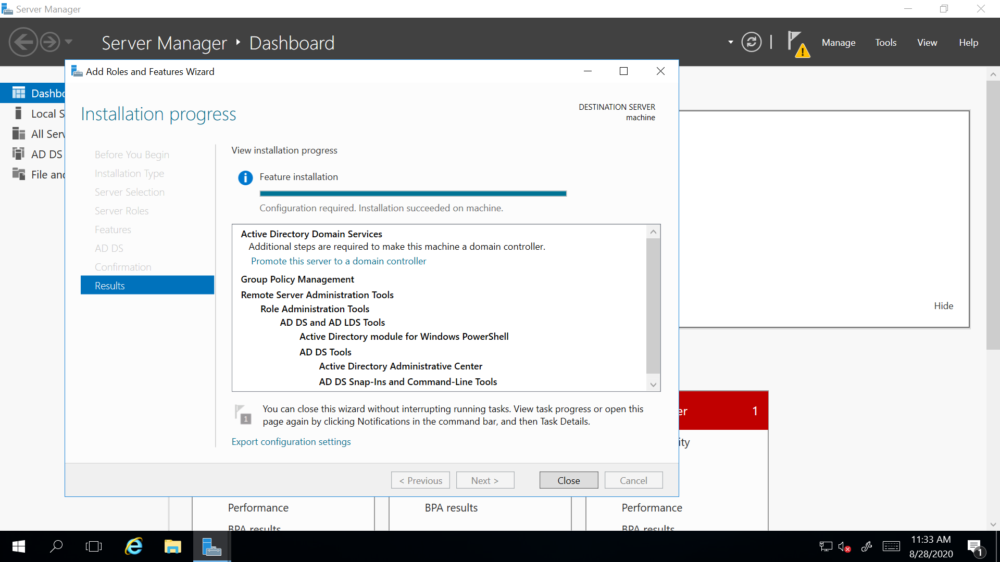 Server Manager
Server Manager ‣ Dashboard
Manage
Tools
View
Help
Dashbo
Local S
All Serv
AD DS
File and
Add Roles and Features Wizard
Installation progress
DESTINATION SERVER
machine
Before You Begin
Installation Type
Server Selection
Server Roles
Features
AD DS
Confirmation
Results
View installation progress
Feature installation
Configuration required. Installation succeeded on machine.
Active Directory Domain Services
Additional steps are required to make this machine a domain controller.
Promote this server to a domain controller
Group Policy Management
Remote Server Administration Tools
Role Administration Tools
AD DS and AD LDS Tools
Active Directory module for Windows PowerShell
AD DS Tools
Active Directory Administrative Center
AD DS Snap-Ins and Command-Line Tools
1
You can close this wizard without interrupting running tasks. View task progress or open this
page again by clicking Notifications in the command bar, and then Task Details.
Export configuration settings
< Previous
Next >
Close
Cancel
Hide
er
1
ity
Performance
BPA results
Performance
BPA results
BPA results
11:33 AM
8/28/2020
1